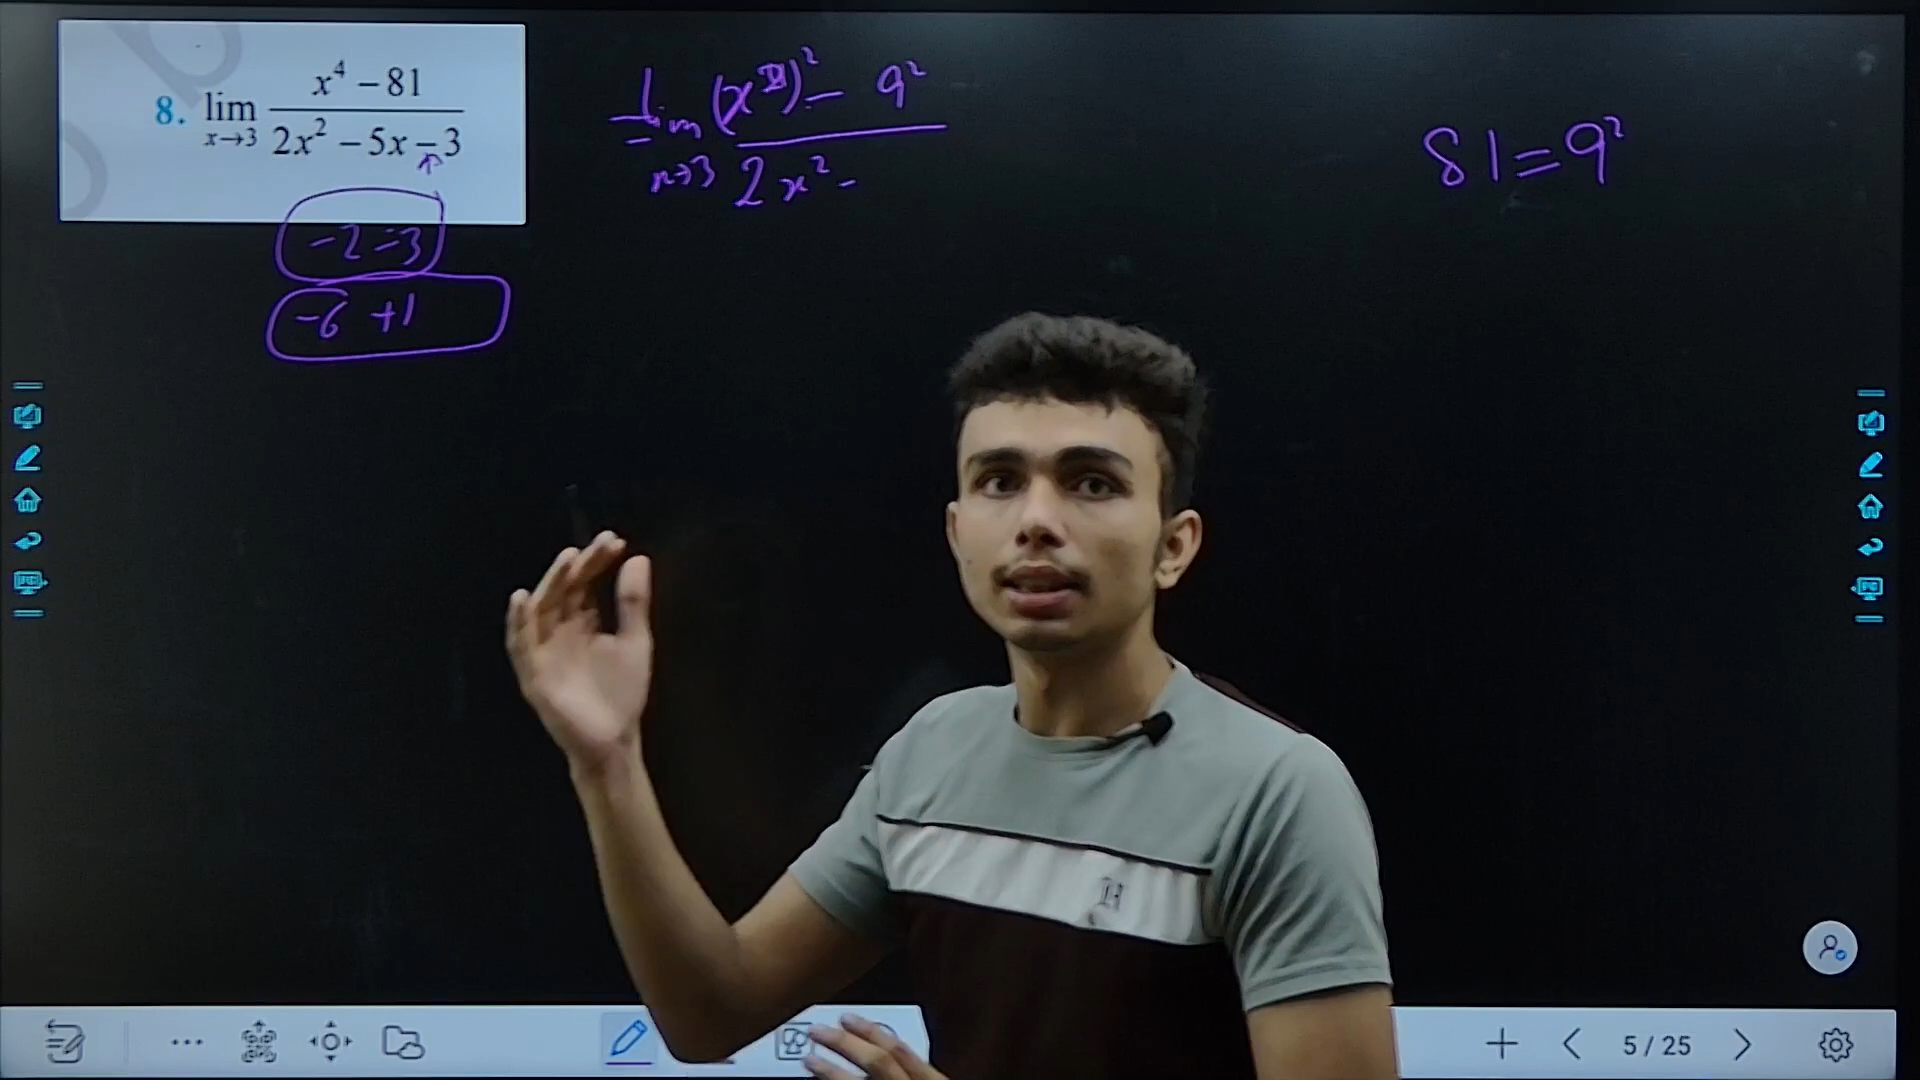 8. lim x→3 x⁴ − 81 / 2x² − 5x − 3
−2 −3
−6 +1
lim x→3 (x²)² − 9² / 2x² −
81 = 9²
5 / 25